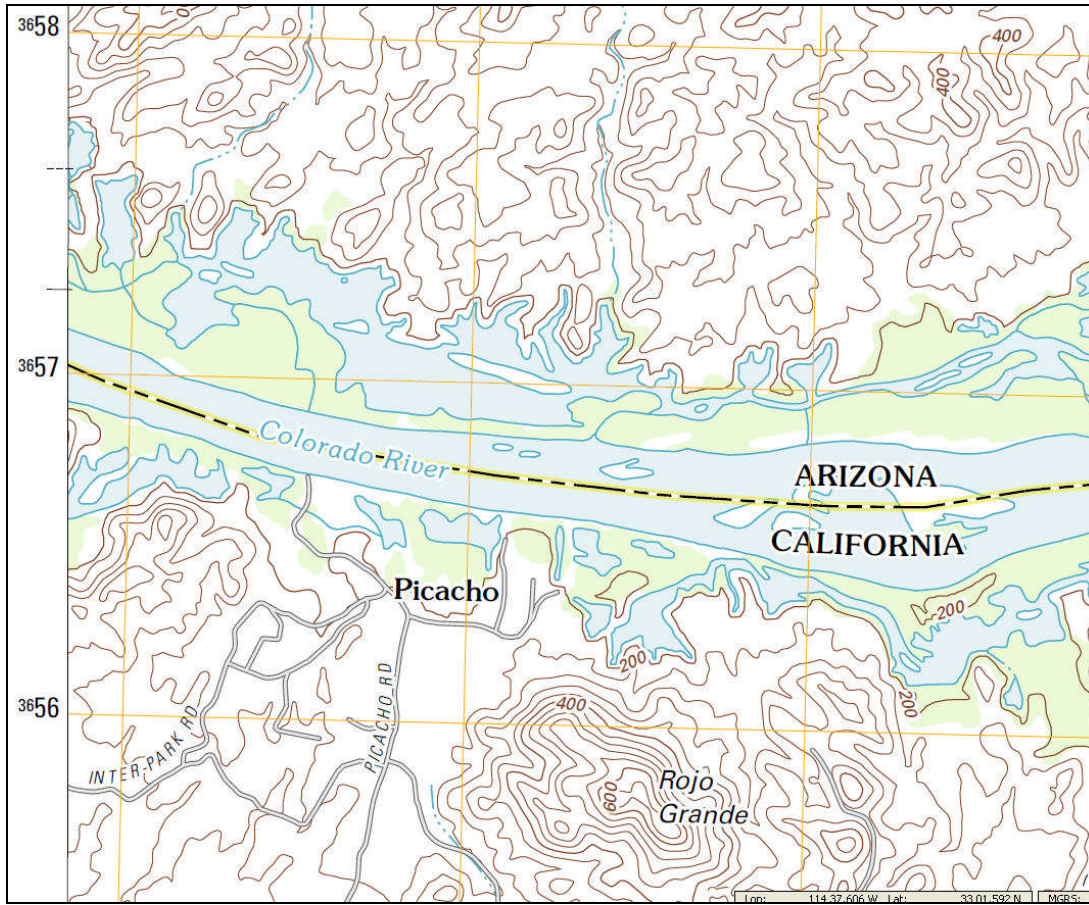 3658
400
400
3657
Colorado River
ARIZONA
CALIFORNIA
Picacho
200
200
200
3656
400
INTER-PARK RD
PICACHO RD
600
Rojo
Grande
Lon: 114 37.606 W Lat: 33 01.592 N MGRS: